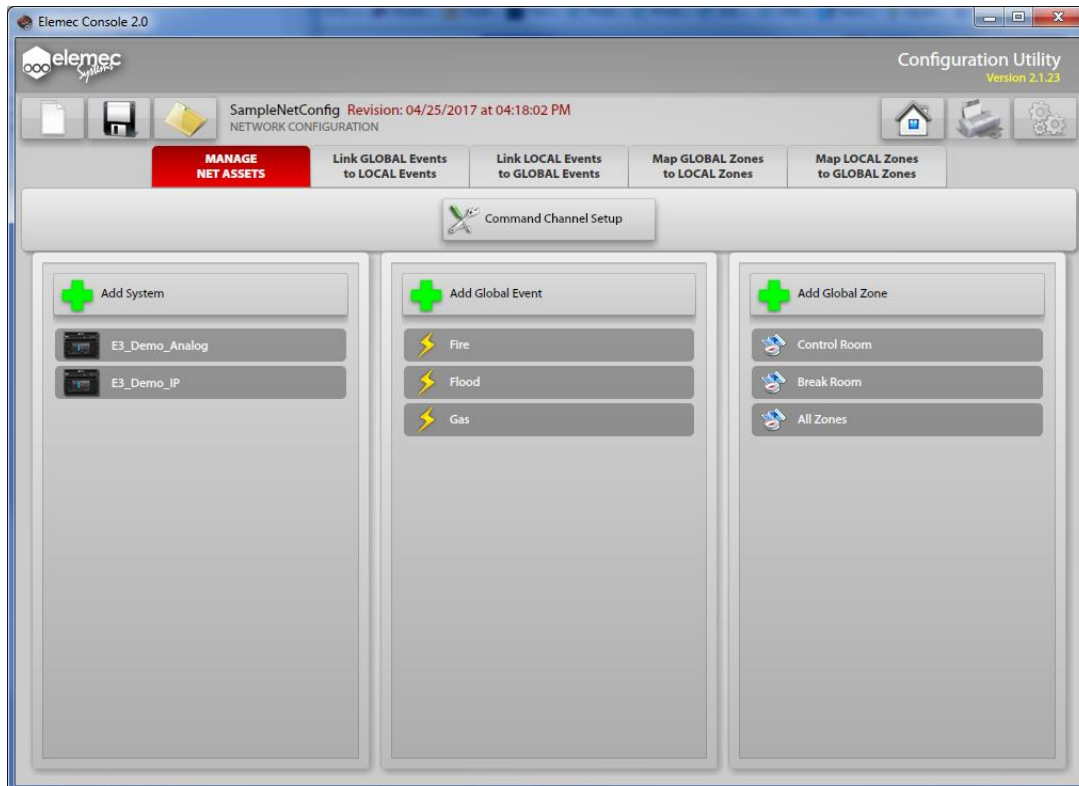 Elemec Console 2.0
elemec
Systems
Configuration Utility
Version 2.1.23
SampleNetConfig Revision: 04/25/2017 at 04:18:02 PM
NETWORK CONFIGURATION
MANAGE
NET ASSETS
Link GLOBAL Events
to LOCAL Events
Link LOCAL Events
to GLOBAL Events
Map GLOBAL Zones
to LOCAL Zones
Map LOCAL Zones
to GLOBAL Zones
Command Channel Setup
Add System
E3_Demo_Analog
E3_Demo_IP
Add Global Event
Fire
Flood
Gas
Add Global Zone
Control Room
Break Room
All Zones